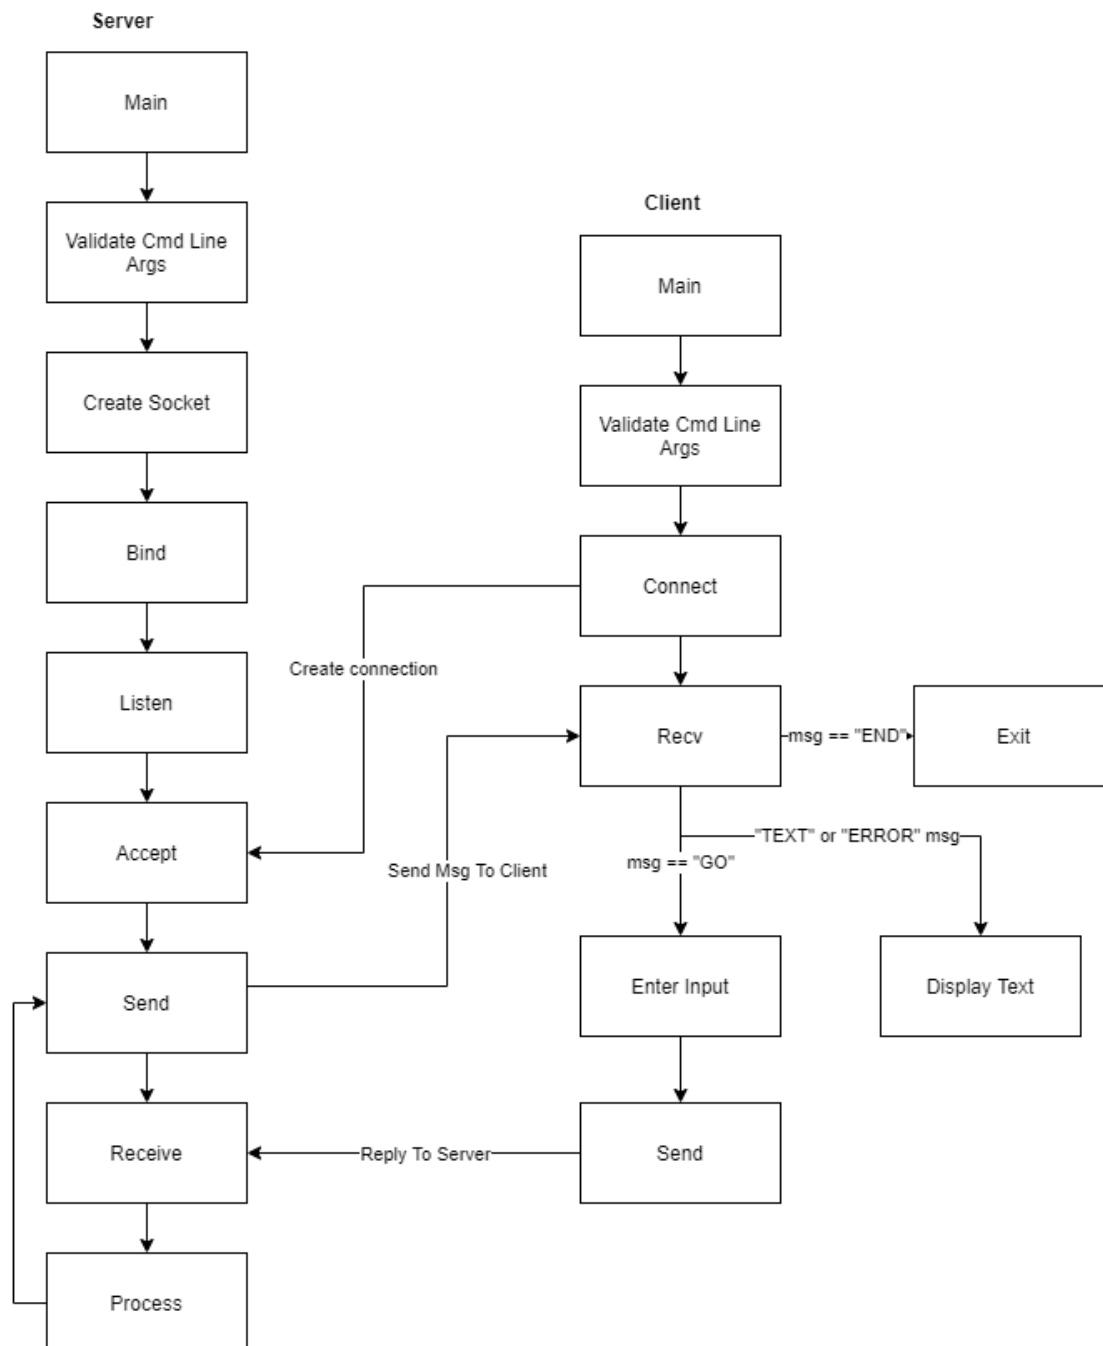 Server
Main
Validate Cmd Line
Args
Create Socket
Bind
Listen
Accept
Send
Receive
Process
Create connection
Send Msg To Client
Reply To Server
Client
Main
Validate Cmd Line
Args
Connect
Recv
msg == "END"
Exit
"TEXT" or "ERROR" msg
msg == "GO"
Enter Input
Display Text
Send